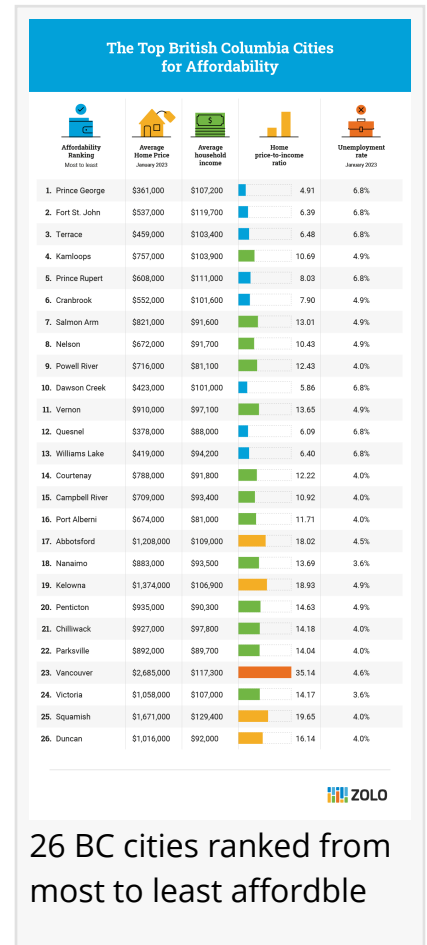 The Top British Columbia Cities
for Affordability
Affordability
Ranking
Most to least
Average
Home Price
January 2023
Average
household
income
Home
price-to-income
ratio
Unemployment
rate
January 2023
1. Prince George $361,000 $107,200 4.91 6.8%
2. Fort St. John $537,000 $119,700 6.39 6.8%
3. Terrace $459,000 $103,400 6.48 6.8%
4. Kamloops $757,000 $103,900 10.69 4.9%
5. Prince Rupert $608,000 $111,000 8.03 6.8%
6. Cranbrook $552,000 $101,600 7.90 4.9%
7. Salmon Arm $821,000 $91,600 13.01 4.9%
8. Nelson $672,000 $91,700 10.43 4.9%
9. Powell River $716,000 $81,100 12.43 4.0%
10. Dawson Creek $423,000 $101,000 5.86 6.8%
11. Vernon $910,000 $97,100 13.65 4.9%
12. Quesnel $378,000 $88,000 6.09 6.8%
13. Williams Lake $419,000 $94,200 6.40 6.8%
14. Courtenay $788,000 $91,800 12.22 4.0%
15. Campbell River $709,000 $93,400 10.92 4.0%
16. Port Alberni $674,000 $81,000 11.71 4.0%
17. Abbotsford $1,208,000 $109,000 18.02 4.5%
18. Nanaimo $883,000 $93,500 13.69 3.6%
19. Kelowna $1,374,000 $106,900 18.93 4.9%
20. Penticton $935,000 $90,300 14.63 4.9%
21. Chilliwack $927,000 $97,800 14.18 4.0%
22. Parksville $892,000 $89,700 14.04 4.0%
23. Vancouver $2,685,000 $117,300 35.14 4.6%
24. Victoria $1,058,000 $107,000 14.17 3.6%
25. Squamish $1,671,000 $129,400 19.65 4.0%
26. Duncan $1,016,000 $92,000 16.14 4.0%
ZOLO
26 BC cities ranked from
most to least affordble